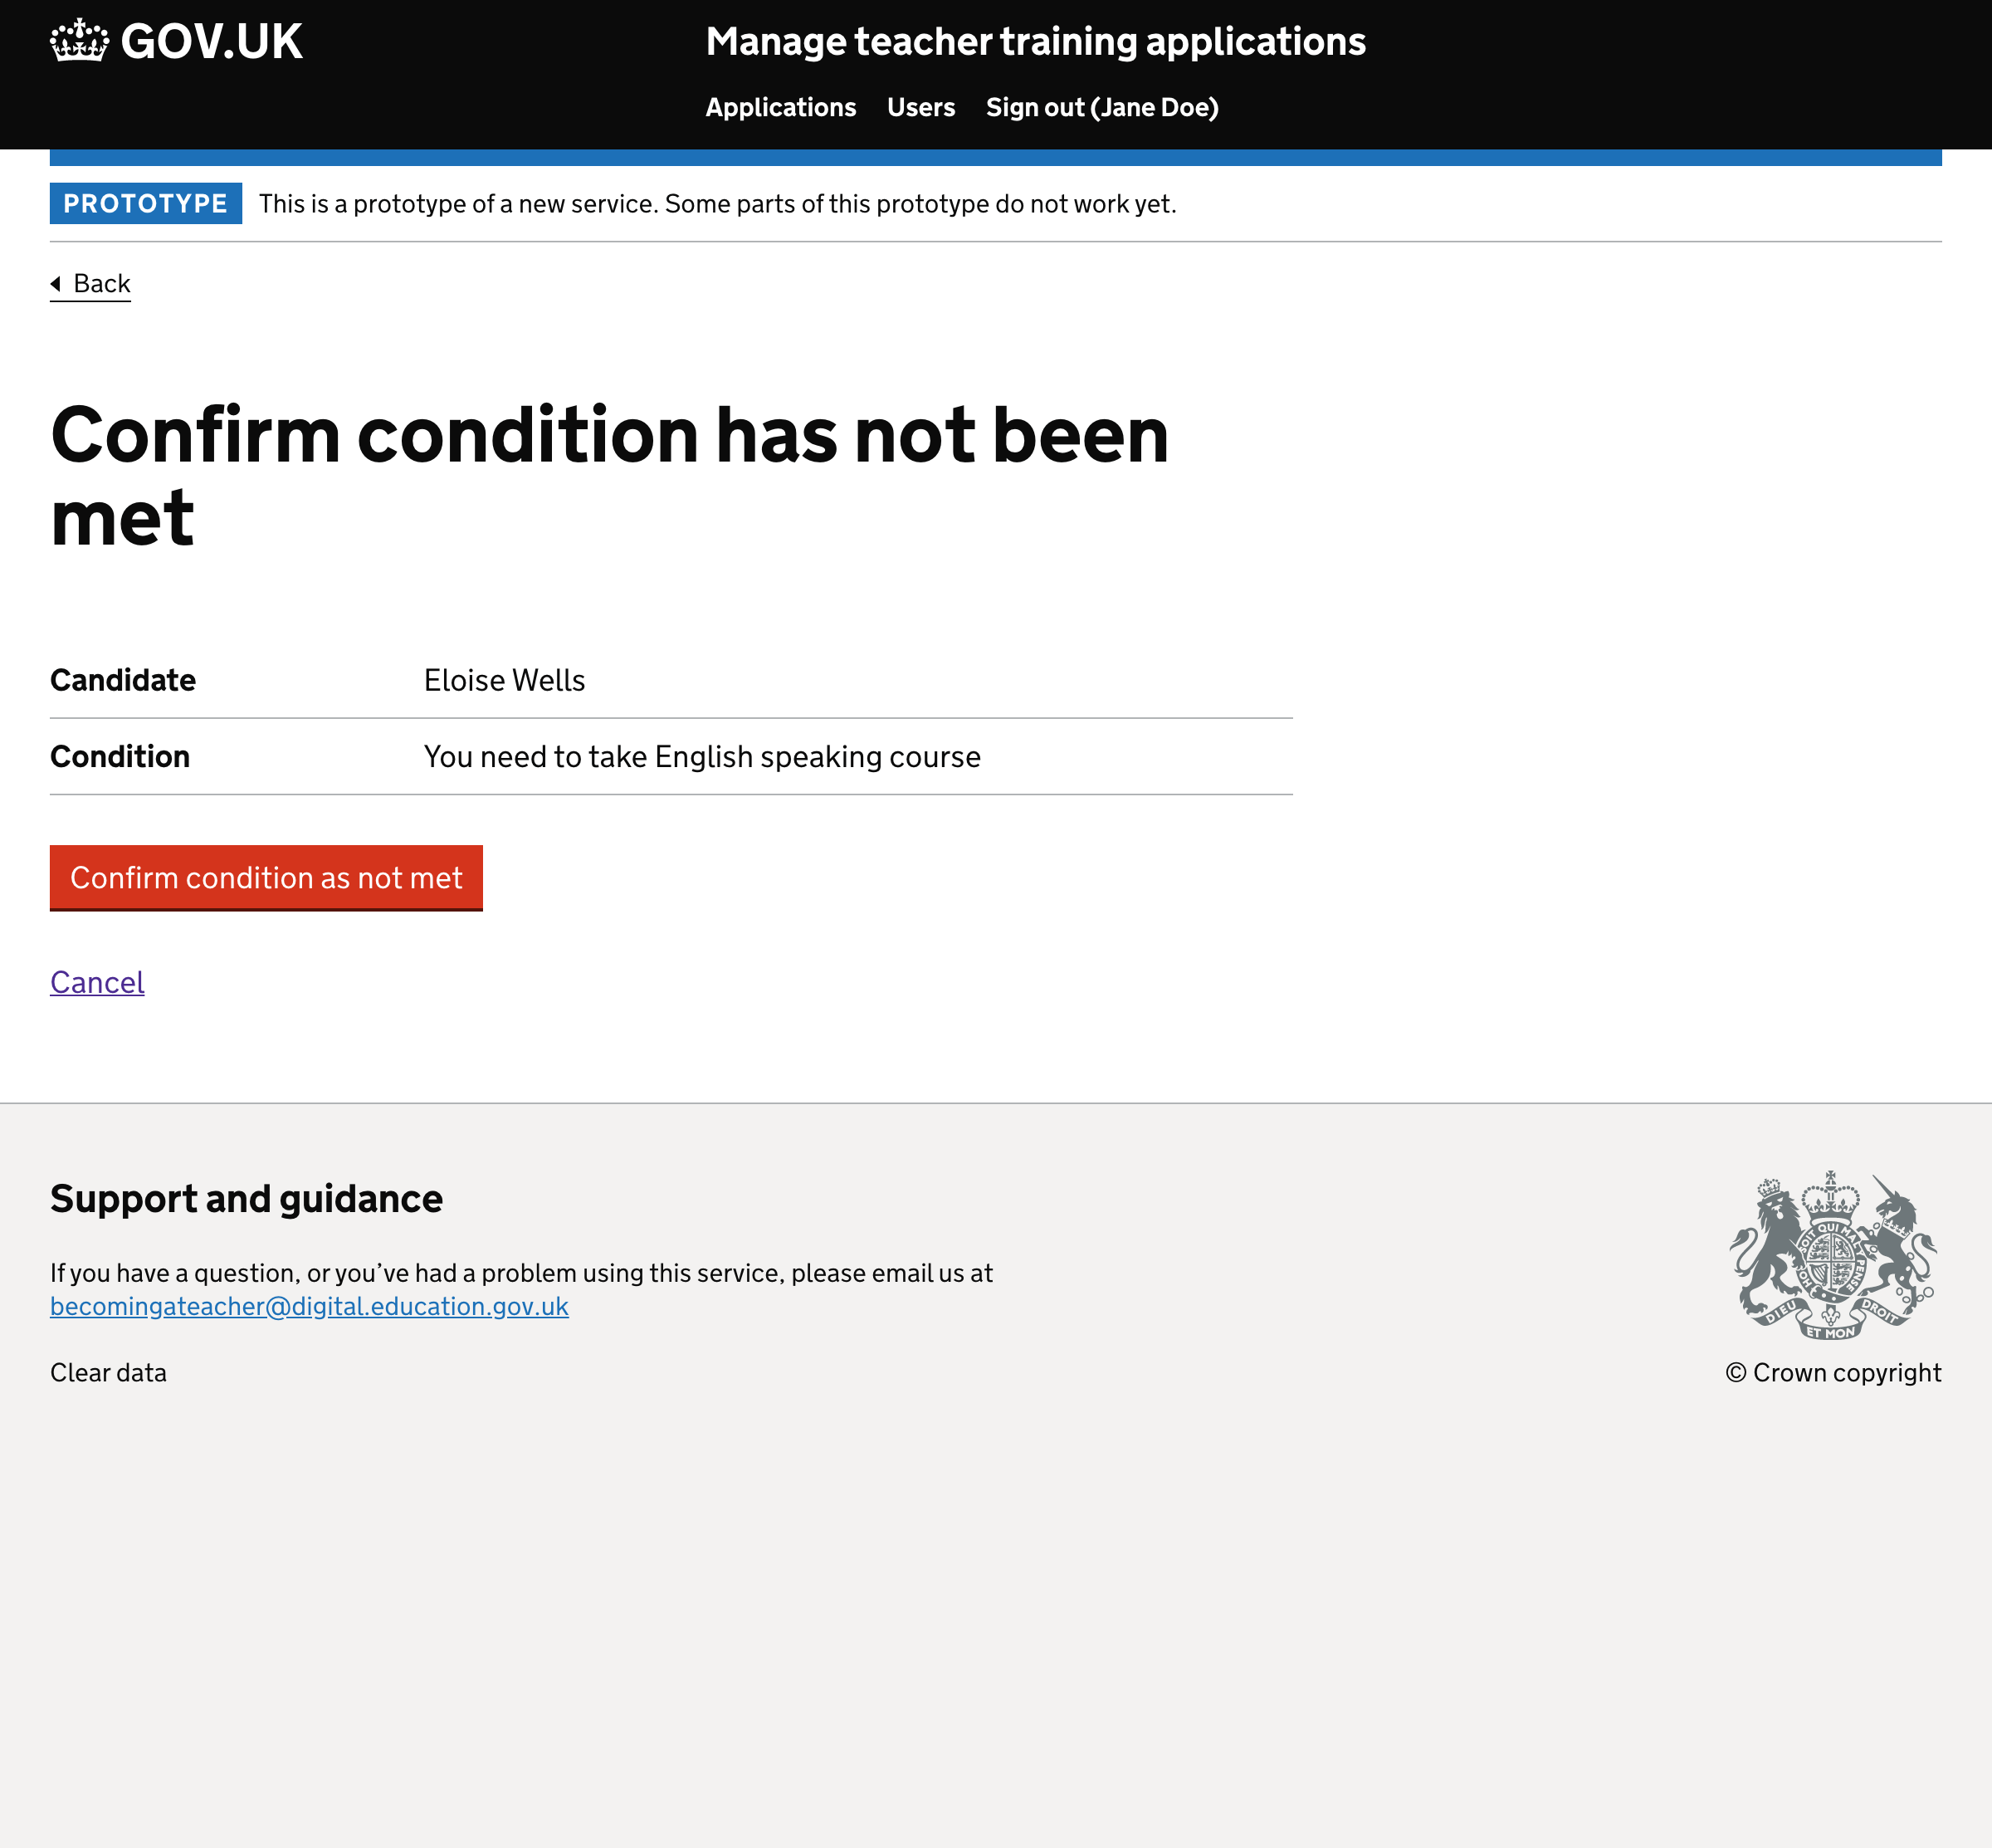 GOV.UK
Manage teacher training applications
Applications Users Sign out (Jane Doe)
PROTOTYPE This is a prototype of a new service. Some parts of this prototype do not work yet.
Back
Confirm condition has not been
met
Candidate Eloise Wells
Condition You need to take English speaking course
Confirm condition as not met
Cancel
Support and guidance
If you have a question, or you’ve had a problem using this service, please email us at
becomingateacher@digital.education.gov.uk
Clear data
DIEU ET MON DROIT
© Crown copyright